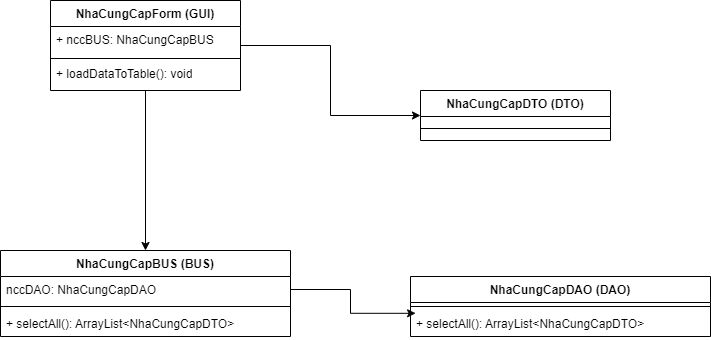 NhaCungCapForm (GUI)
+ nccBUS: NhaCungCapBUS
+ loadDataToTable(): void
NhaCungCapDTO (DTO)
NhaCungCapBUS (BUS)
nccDAO: NhaCungCapDAO
+ selectAll(): ArrayList<NhaCungCapDTO>
NhaCungCapDAO (DAO)
+ selectAll(): ArrayList<NhaCungCapDTO>